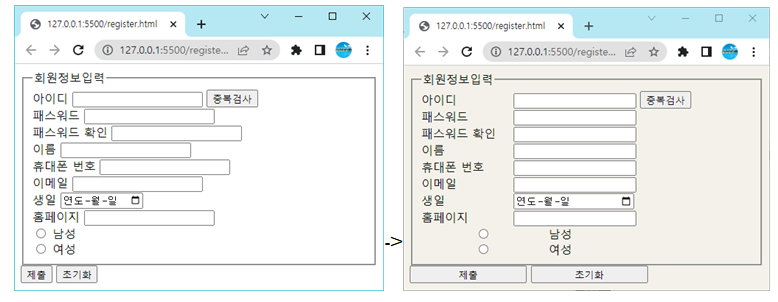 127.0.0.1:5500/register.html
127.0.0.1:5500/registe...
회원정보입력
아이디 중복검사
패스워드
패스워드 확인
이름
휴대폰 번호
이메일
생일 연도-월-일
홈페이지
남성
여성
제출 초기화
->
127.0.0.1:5500/register.html
127.0.0.1:5500/registe...
회원정보입력
아이디 중복검사
패스워드
패스워드 확인
이름
휴대폰 번호
이메일
생일 연도-월-일
홈페이지
남성
여성
제출 초기화